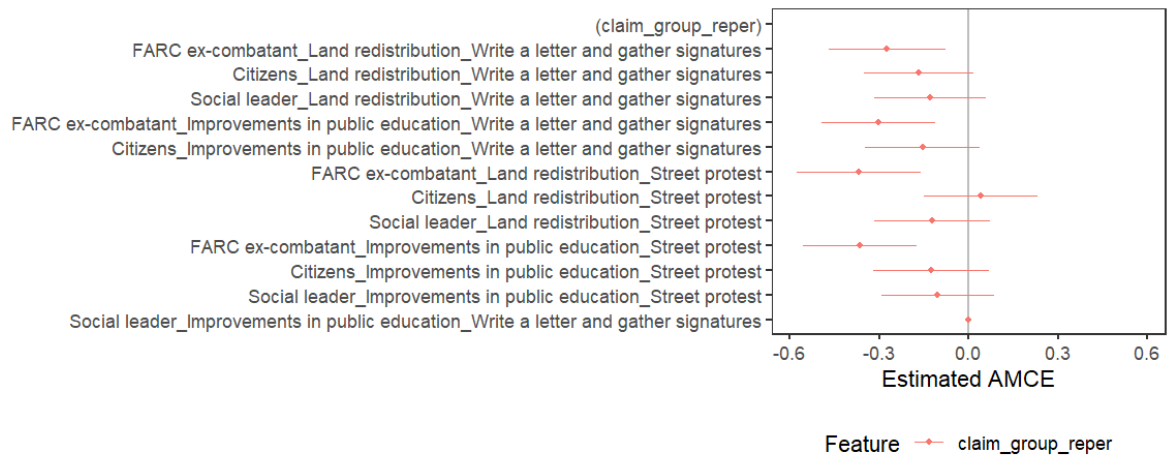 (claim_group_reper)
FARC ex-combatant_Land redistribution_Write a letter and gather signatures
Citizens_Land redistribution_Write a letter and gather signatures
Social leader_Land redistribution_Write a letter and gather signatures
FARC ex-combatant_Improvements in public education_Write a letter and gather signatures
Citizens_Improvements in public education_Write a letter and gather signatures
FARC ex-combatant_Land redistribution_Street protest
Citizens_Land redistribution_Street protest
Social leader_Land redistribution_Street protest
FARC ex-combatant_Improvements in public education_Street protest
Citizens_Improvements in public education_Street protest
Social leader_Improvements in public education_Street protest
Social leader_Improvements in public education_Write a letter and gather signatures
-0.6 -0.3 0.0 0.3 0.6
Estimated AMCE
Feature claim_group_reper